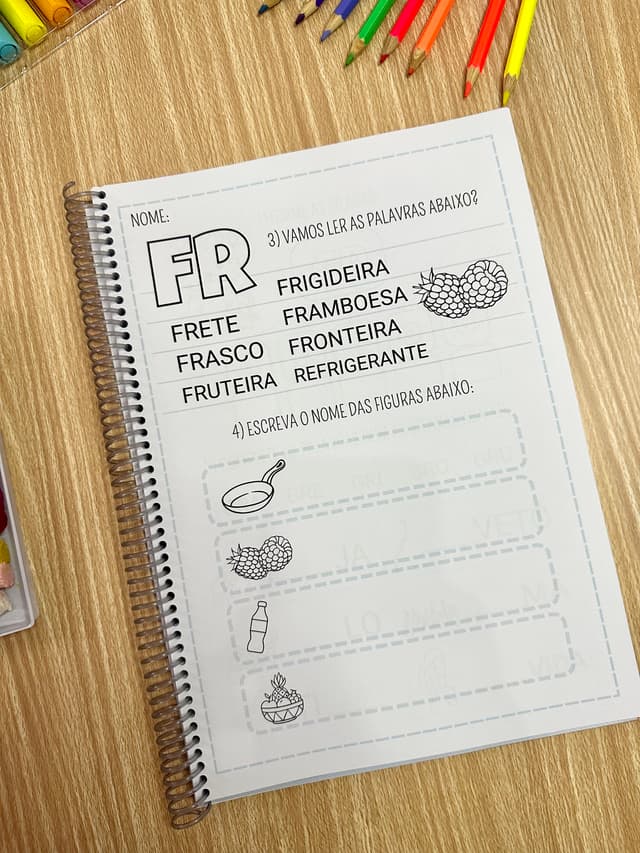 NOME:
FR
3) VAMOS LER AS PALAVRAS ABAIXO?
FRETE
FRASCO
FRUTEIRA
FRIGIDEIRA
FRAMBOESA
FRONTEIRA
REFRIGERANTE
4) ESCREVA O NOME DAS FIGURAS ABAIXO: